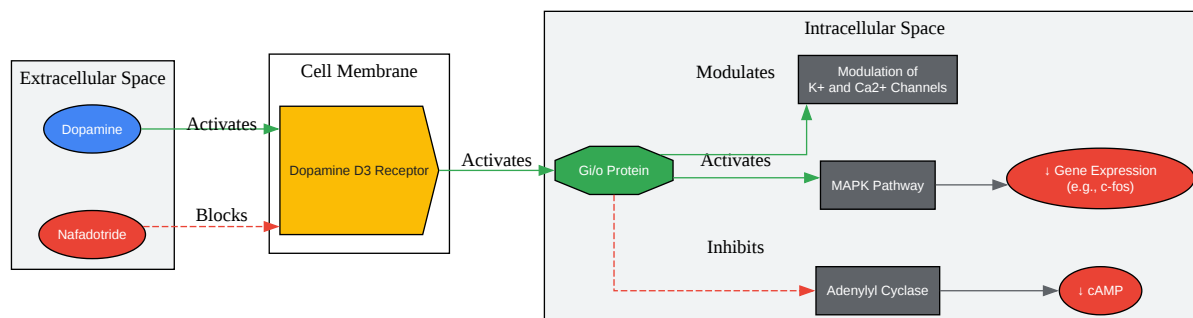 Extracellular Space
Dopamine
Nafadotride
Activates
Blocks
Cell Membrane
Dopamine D3 Receptor
Activates
Intracellular Space
Gi/o Protein
Modulates
Modulation of
K+ and Ca2+ Channels
Activates
MAPK Pathway
↓ Gene Expression
(e.g., c-fos)
Inhibits
Adenylyl Cyclase
↓ cAMP